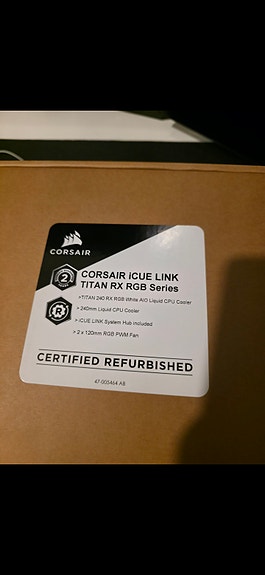 CORSAIR
2
CORSAIR iCUE LINK
TITAN RX RGB Series
>TITAN 240 RX RGB White AIO Liquid CPU Cooler
> 240mm Liquid CPU Cooler
> iCUE LINK System Hub included
> 2 x 120mm RGB PWM Fan
R
CERTIFIED REFURBISHED
47-003464 AB